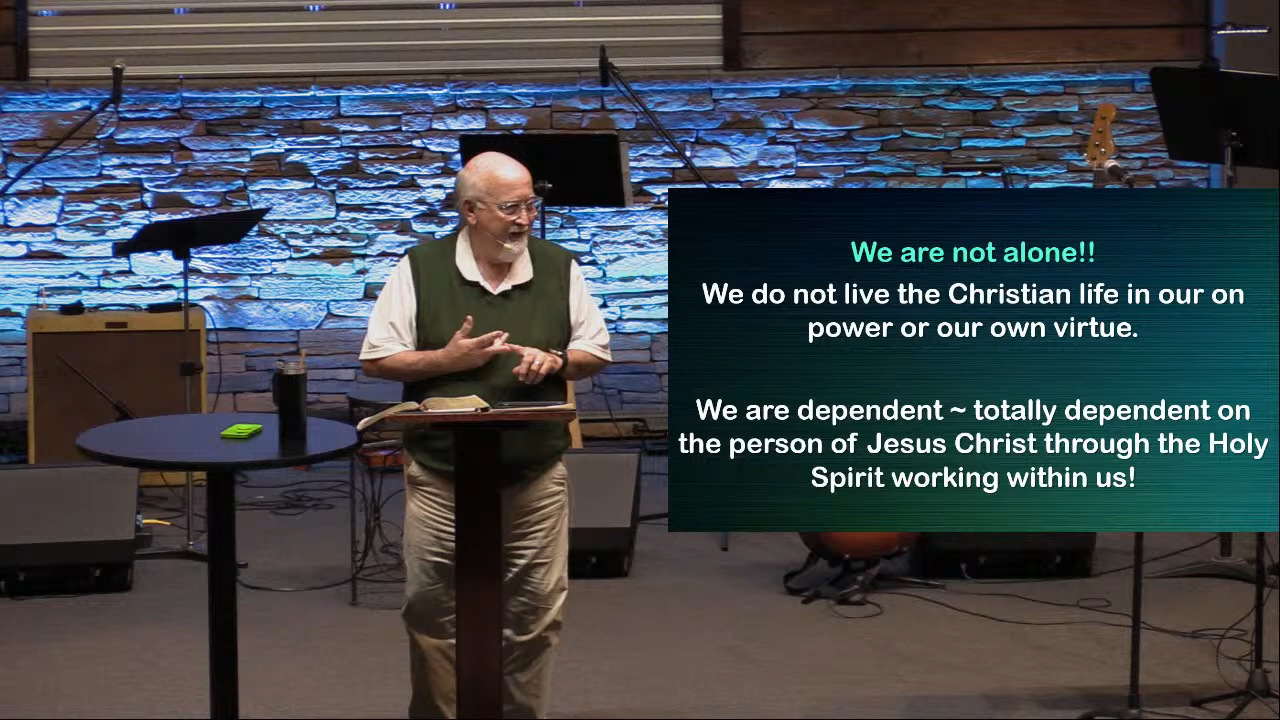 We are not alone!!
We do not live the Christian life in our on
power or our own virtue.
We are dependent ~ totally dependent on
the person of Jesus Christ through the Holy
Spirit working within us!